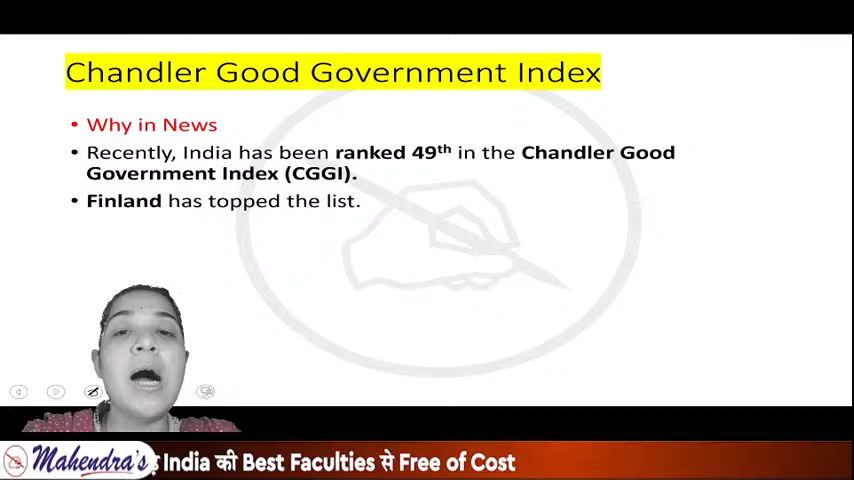 Chandler Good Government Index
• Why in News
• Recently, India has been ranked 49th in the Chandler Good
Government Index (CGGI).
• Finland has topped the list.
Mahendra's India की Best Faculties से Free of Cost